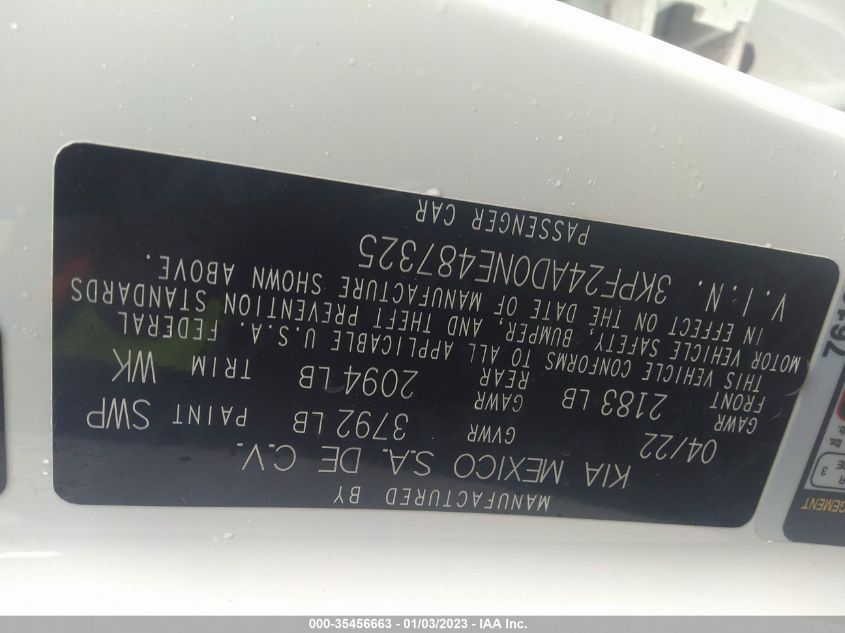 MANUFACTURED BY
KIA MEXICO S.A. DE C.V.
04/22 GVWR 3792 LB PAINT SWP
GAWR FRONT 2183 LB GAWR REAR 2094 LB TRIM WK
THIS VEHICLE CONFORMS TO ALL APPLICABLE U.S.A. FEDERAL
MOTOR VEHICLE SAFETY, BUMPER, AND THEFT PREVENTION STANDARDS
IN EFFECT ON THE DATE OF MANUFACTURE SHOWN ABOVE.
V.I.N. 3KPF24AD0NE487325
PASSENGER CAR
000-35456663 - 01/03/2023 - IAA Inc.